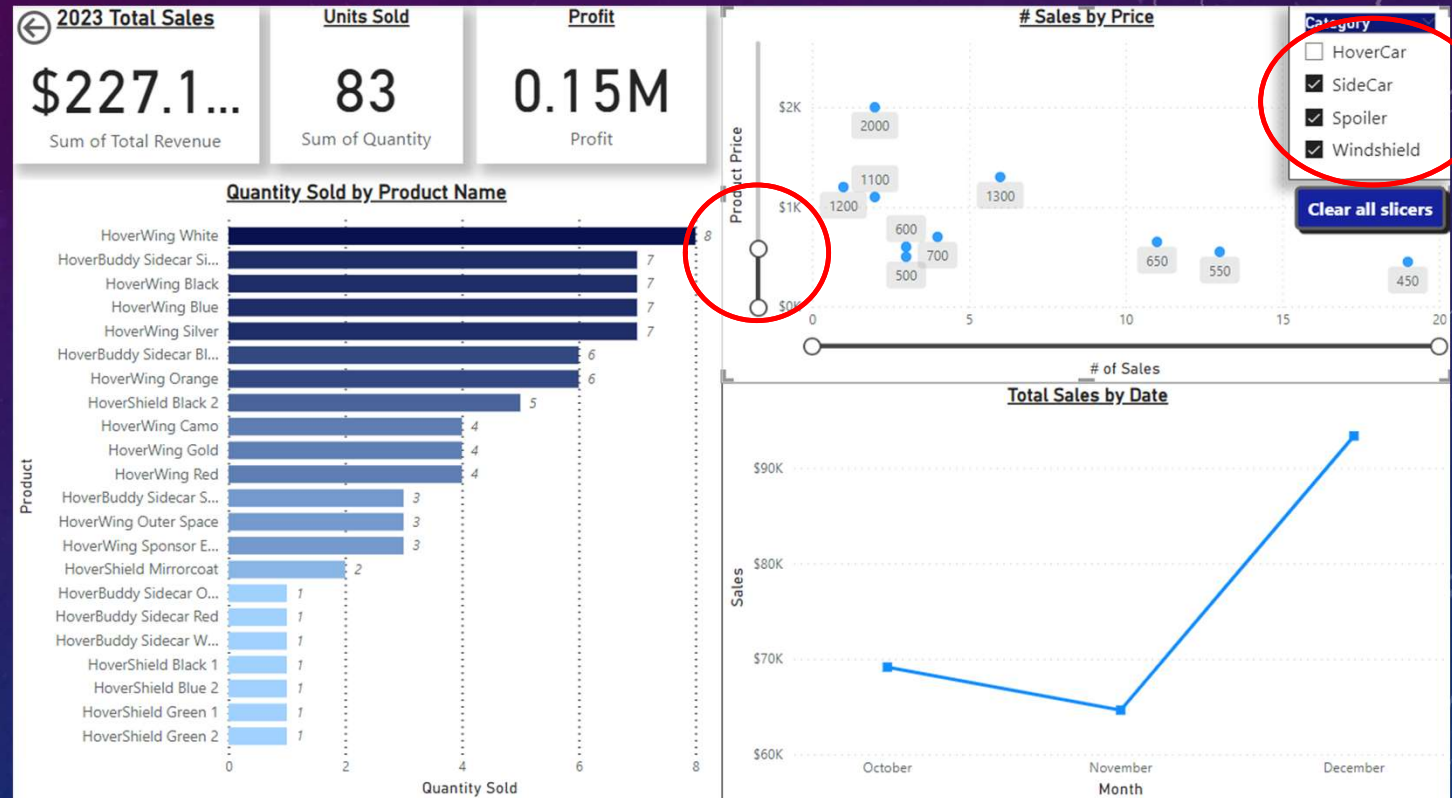 2023 Total Sales
$227.1...
Sum of Total Revenue
Units Sold
83
Sum of Quantity
Profit
0.15M
Profit
Quantity Sold by Product Name
Product
HoverWing White 8
HoverBuddy Sidecar Si... 7
HoverWing Black 7
HoverWing Blue 7
HoverWing Silver 7
HoverBuddy Sidecar Bl... 6
HoverWing Orange 6
HoverShield Black 2 5
HoverWing Camo 4
HoverWing Gold 4
HoverWing Red 4
HoverBuddy Sidecar S... 3
HoverWing Outer Space 3
HoverWing Sponsor E... 3
HoverShield Mirrorcoat 2
HoverBuddy Sidecar O... 1
HoverBuddy Sidecar Red 1
HoverBuddy Sidecar W... 1
HoverShield Black 1 1
HoverShield Blue 2 1
HoverShield Green 1 1
HoverShield Green 2 1
0 2 4 6 8
Quantity Sold
# Sales by Price
Product Price
$2K
$1K
$0K
2000
1100
1200
1300
600
700
500
650
550
450
0 5 10 15 20
# of Sales
Category
HoverCar
SideCar
Spoiler
Windshield
Clear all slicers
Total Sales by Date
Sales
$90K
$80K
$70K
$60K
October November December
Month